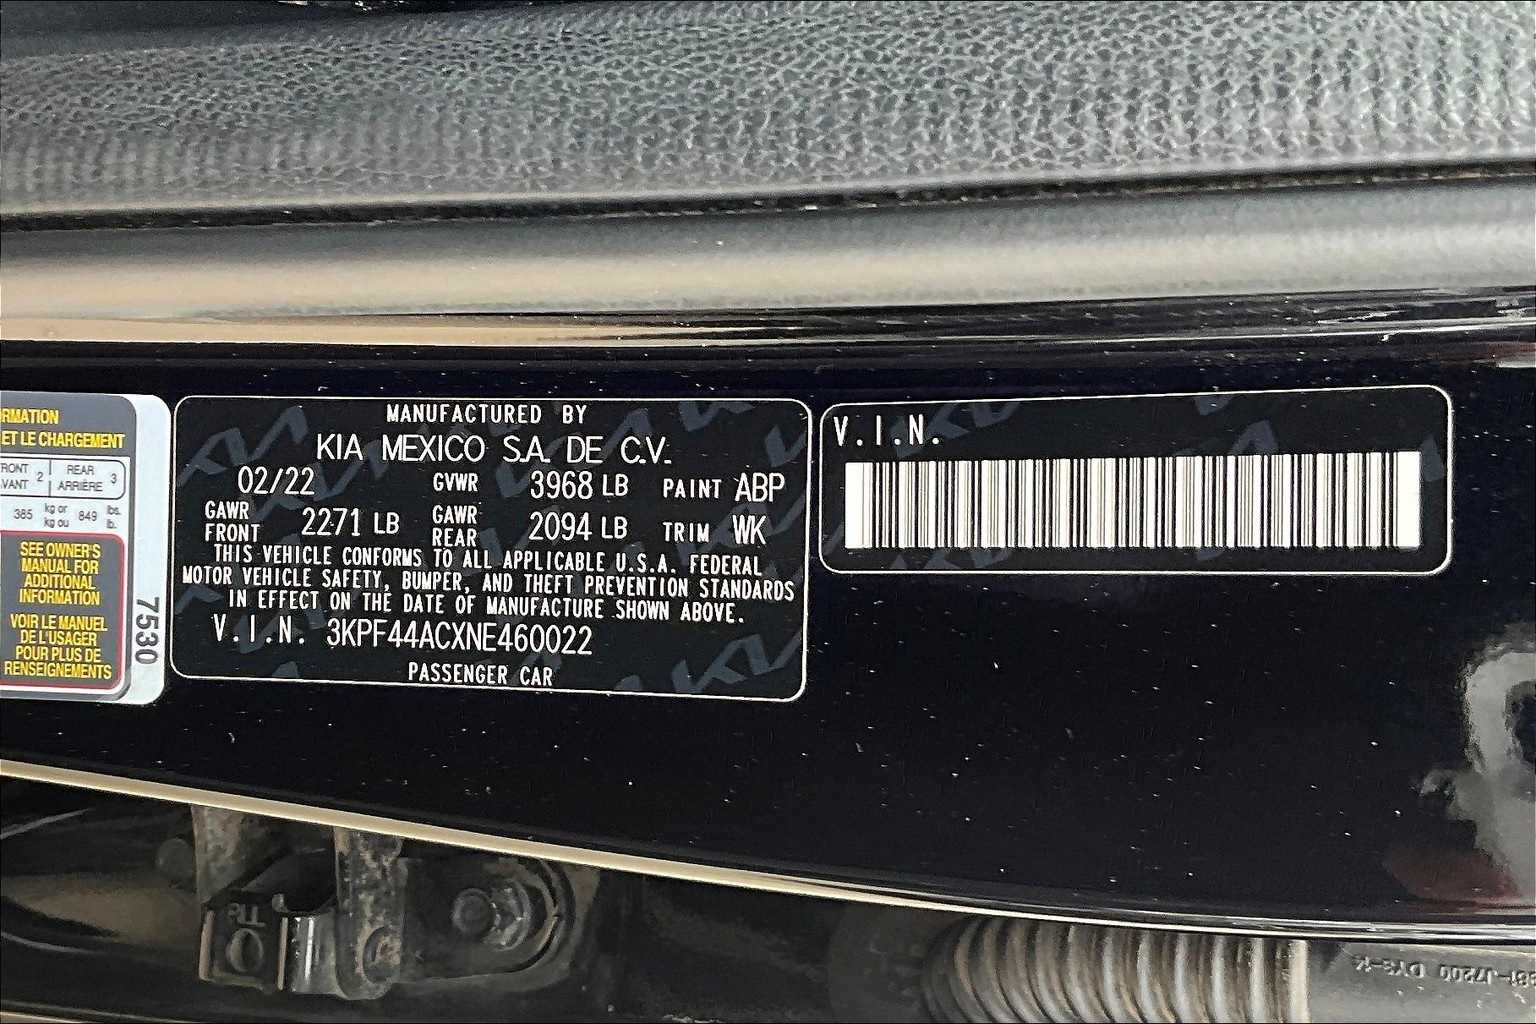 RMATION
ET LE CHARGEMENT
RONT 2 REAR 3
VANT ARRIÈRE
385 kg or 849 lbs.
kg ou lb.
SEE OWNER'S
MANUAL FOR
ADDITIONAL
INFORMATION
VOIR LE MANUEL
DE L'USAGER
POUR PLUS DE
RENSEIGNEMENTS
7530
MANUFACTURED BY
KIA MEXICO S.A. DE C.V.
02/22 GVWR 3968 LB PAINT ABP
GAWR FRONT 2271 LB GAWR REAR 2094 LB TRIM WK
THIS VEHICLE CONFORMS TO ALL APPLICABLE U.S.A. FEDERAL
MOTOR VEHICLE SAFETY, BUMPER, AND THEFT PREVENTION STANDARDS
IN EFFECT ON THE DATE OF MANUFACTURE SHOWN ABOVE.
V.I.N. 3KPF44ACXNE460022
PASSENGER CAR
V.I.N.